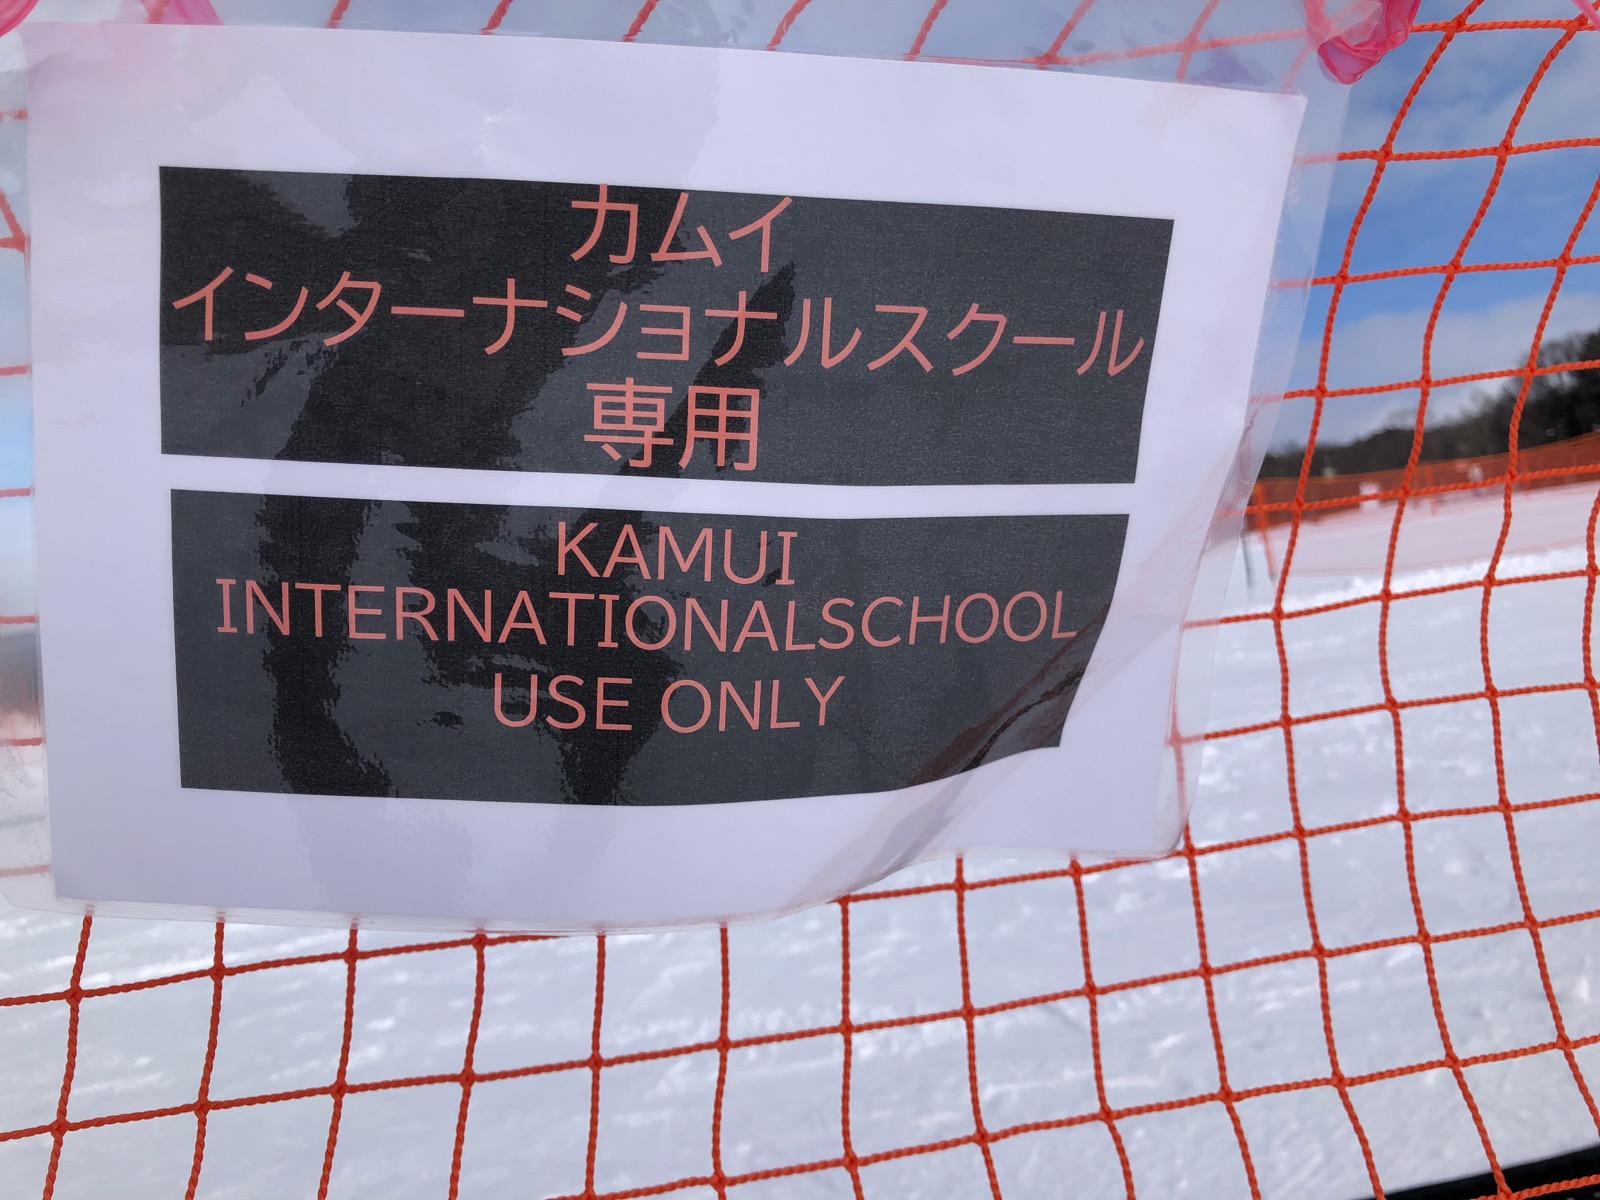 カムイ
インターナショナルスクール
専用
KAMUI
INTERNATIONALSCHOOL
USE ONLY